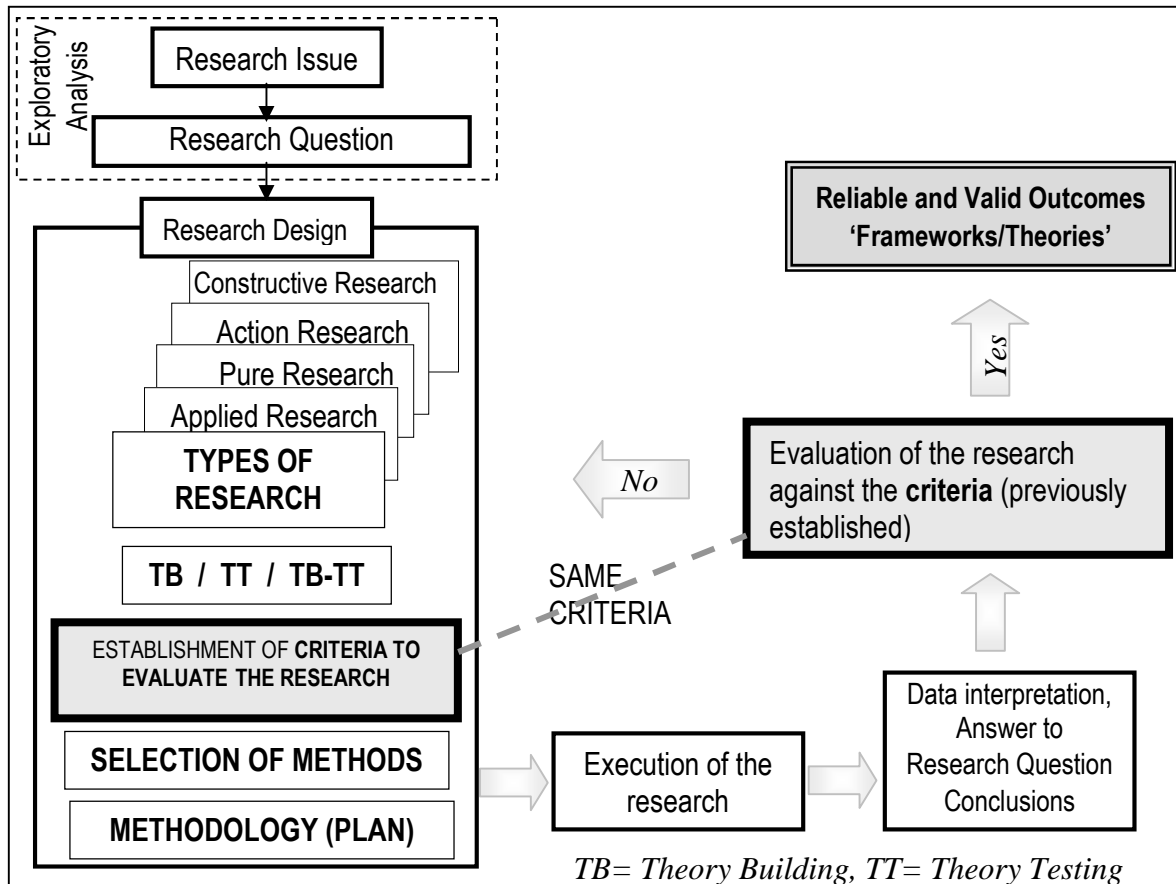 Exploratory
Analysis
Research Issue
Research Question
Research Design
Constructive Research
Action Research
Pure Research
Applied Research
TYPES OF
RESEARCH
TB / TT / TB-TT
ESTABLISHMENT OF CRITERIA TO
EVALUATE THE RESEARCH
SELECTION OF METHODS
METHODOLOGY (PLAN)
Execution of the
research
Data interpretation,
Answer to
Research Question
Conclusions
Evaluation of the research
against the criteria (previously
established)
SAME
CRITERIA
No
Yes
Reliable and Valid Outcomes
‘Frameworks/Theories’
TB= Theory Building, TT= Theory Testing